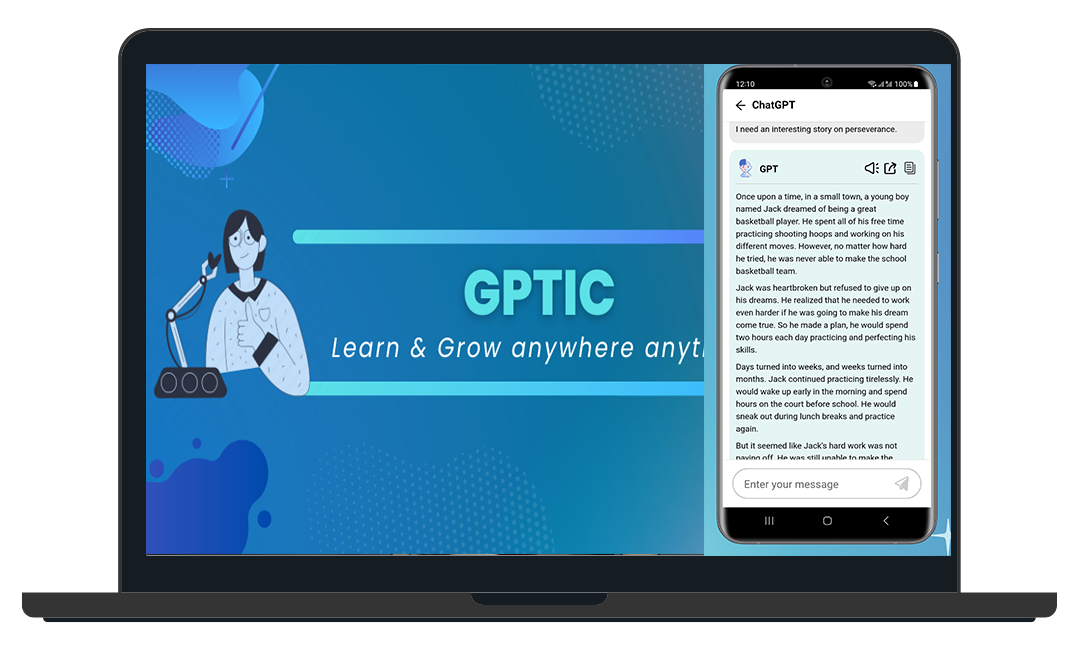 GPTIC
Learn & Grow anywhere
12:10
100%
ChatGPT
I need an interesting story on perseverance.
GPT
Once upon a time, in a small town, a young boy
named Jack dreamed of being a great
basketball player. He spent all of his free time
practicing shooting hoops and working on his
different moves. However, no matter how hard
he tried, he was never able to make the school
basketball team.
Jack was heartbroken but refused to give up on
his dreams. He realized that he needed to work
even harder if he was going to make his dream
come true. So he made a plan, he would spend
two hours each day practicing and perfecting his
skills.
Days turned into weeks, and weeks turned into
months. Jack continued practicing tirelessly. He
would wake up early in the morning and spend
hours on the court before school. He would
sneak out during lunch breaks and practice
again.
But it seemed like Jack's hard work was not
paying off. He was still unable to make the
Enter your message